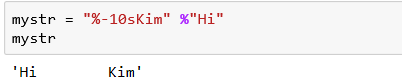 mystr = "%-10sKim" %"Hi"
mystr
'Hi        Kim'